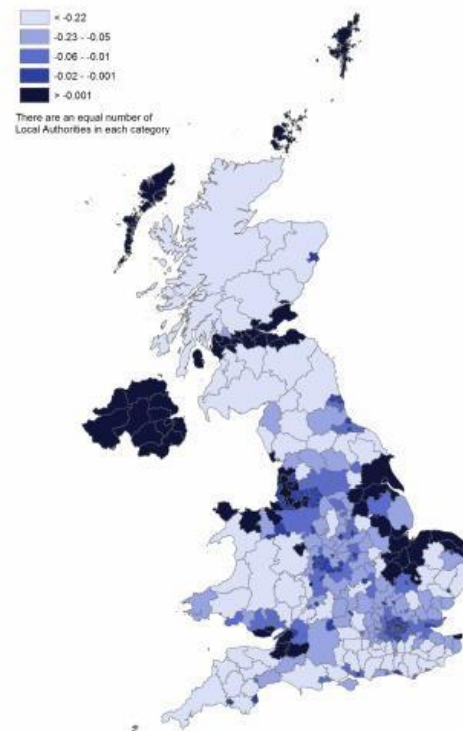 < -0.22
-0.23 - -0.05
-0.06 - -0.01
-0.02 - -0.001
> -0.001
There are an equal number of
Local Authorities in each category